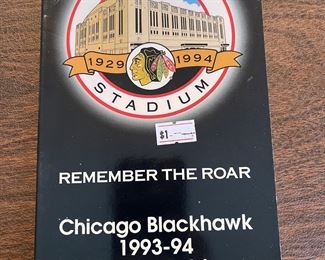 1929 1994
STADIUM
$1
REMEMBER THE ROAR
Chicago Blackhawk
1993-94